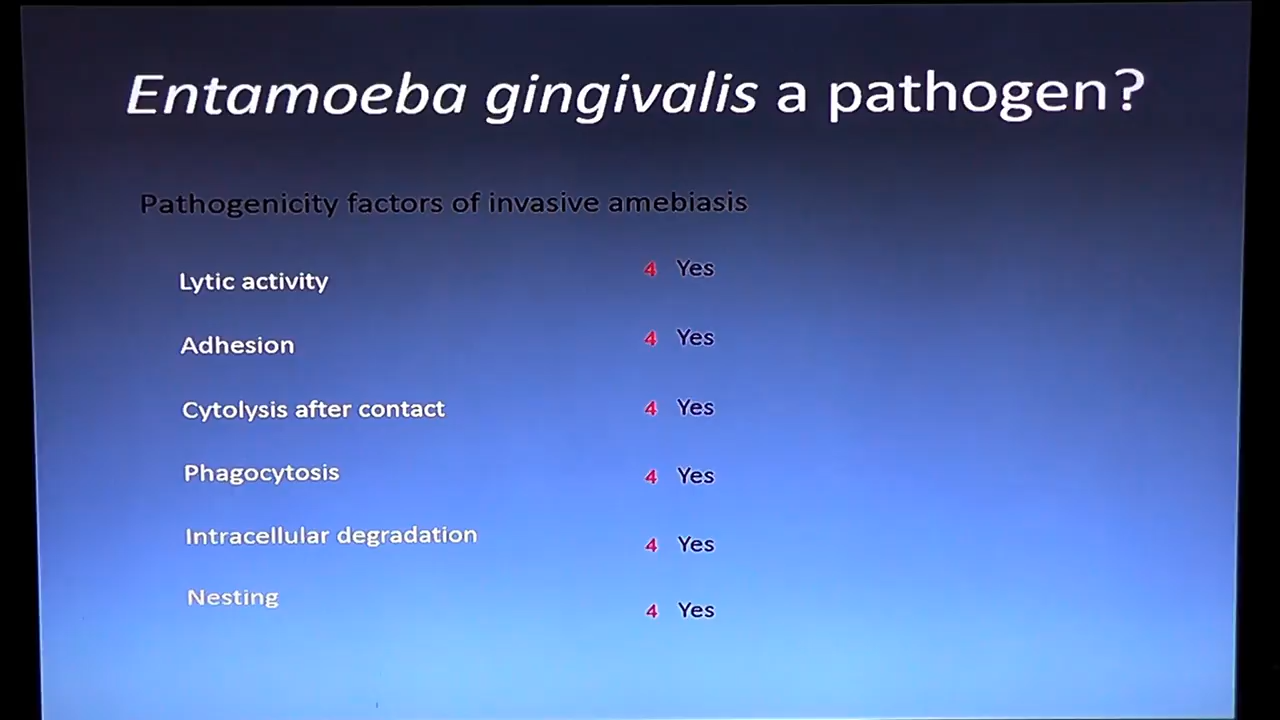 Entamoeba gingivalis a pathogen?
Pathogenicity factors of invasive amebiasis
Lytic activity 4 Yes
Adhesion 4 Yes
Cytolysis after contact 4 Yes
Phagocytosis 4 Yes
Intracellular degradation 4 Yes
Nesting 4 Yes